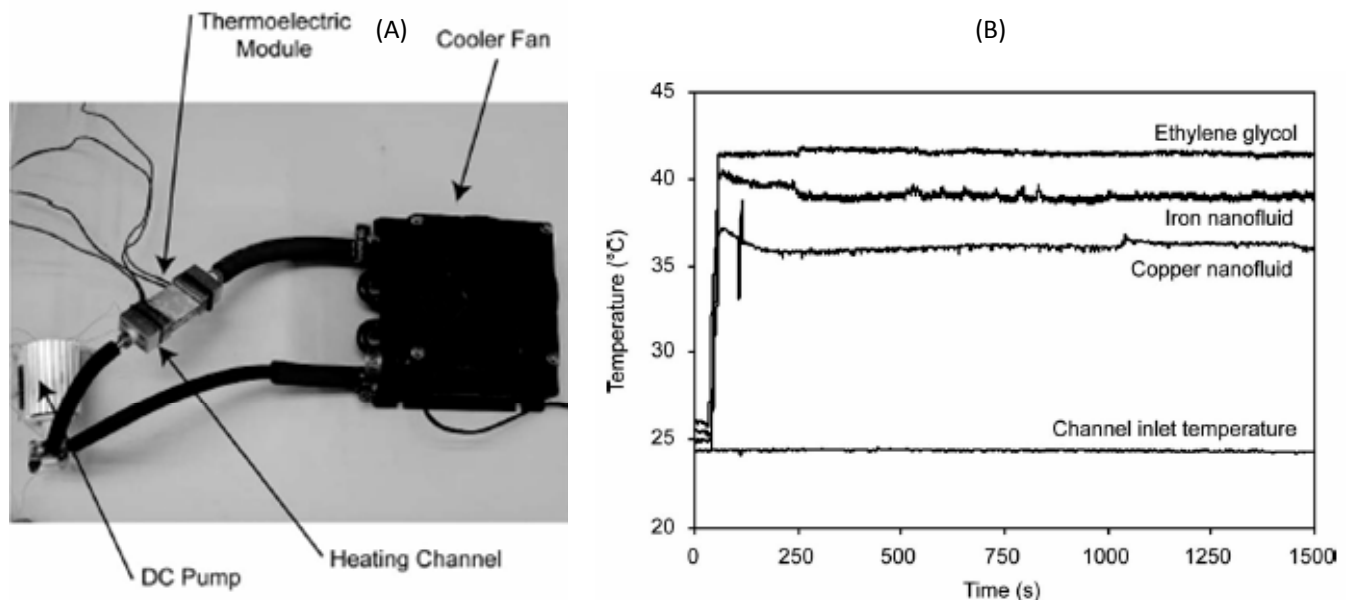 Thermoelectric
Module
(A)
Cooler Fan
DC Pump
Heating Channel
(B)
45
40
35
30
25
20
Temperature (°C)
Ethylene glycol
Iron nanofluid
Copper nanofluid
Channel inlet temperature
0 250 500 750 1000 1250 1500
Time (s)